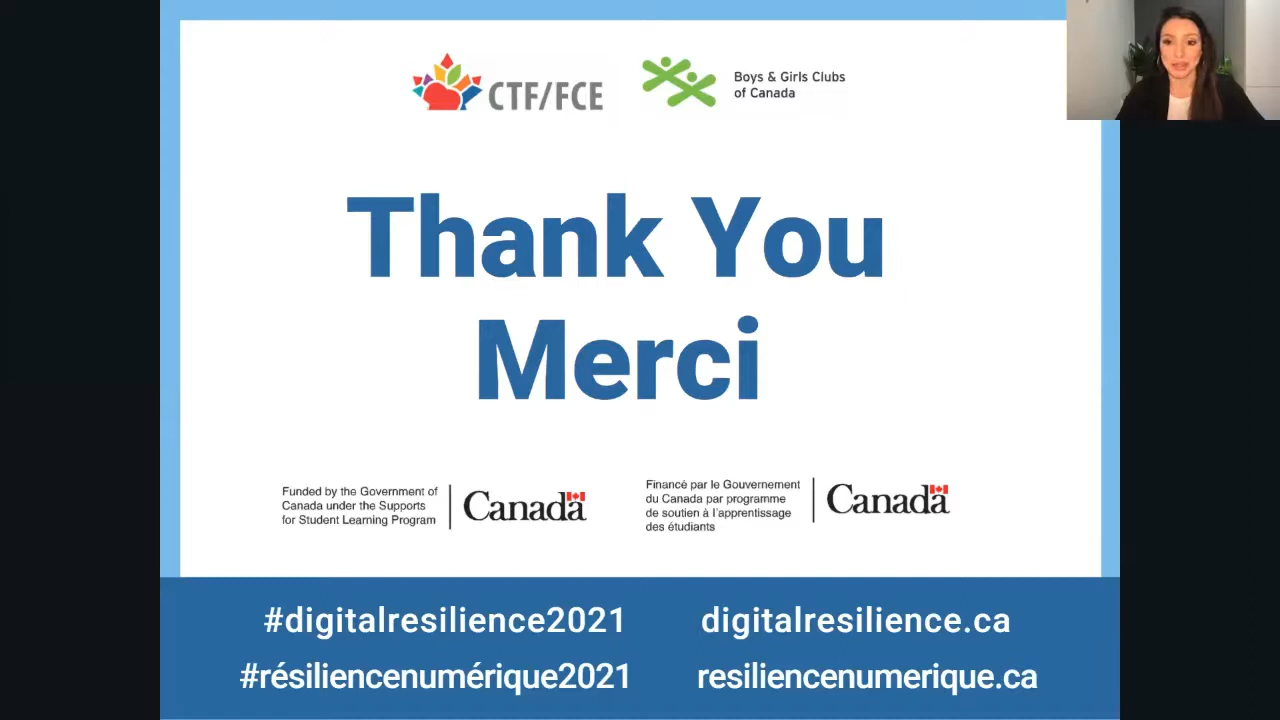 CTF/FCE
Boys & Girls Clubs
of Canada
Thank You
Merci
Funded by the Government of
Canada under the Supports
for Student Learning Program
Canada
Financé par le Gouvernement
du Canada par programme
de soutien à l'apprentissage
des étudiants
Canada
#digitalresilience2021
digitalresilience.ca
#résiliencenumérique2021
resiliencenumerique.ca